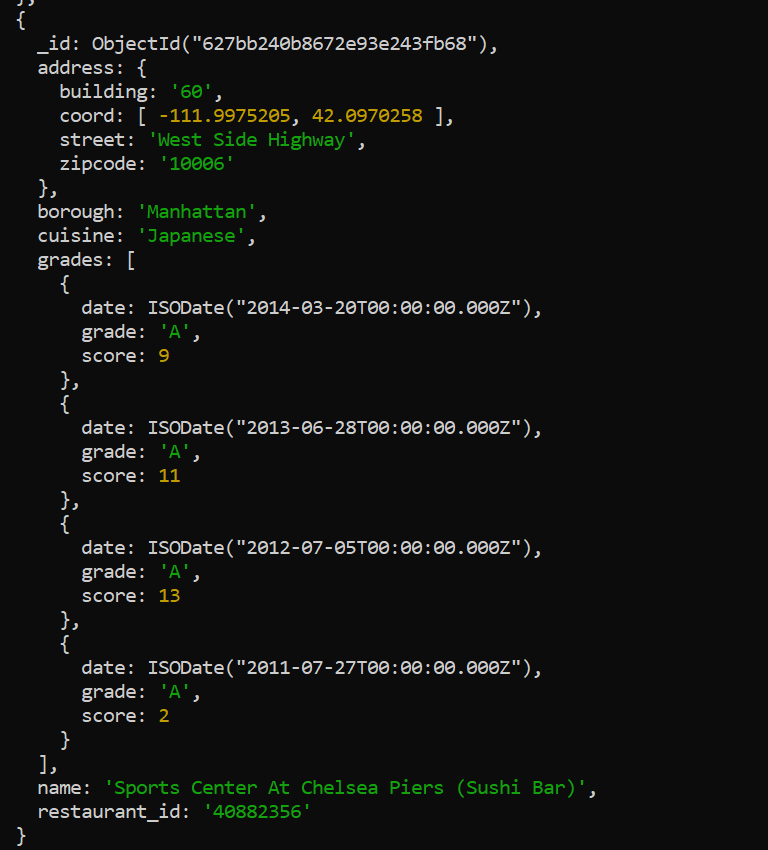 },
{
  _id: ObjectId("627bb240b8672e93e243fb68"),
  address: {
    building: '60',
    coord: [ -111.9975205, 42.0970258 ],
    street: 'West Side Highway',
    zipcode: '10006'
  },
  borough: 'Manhattan',
  cuisine: 'Japanese',
  grades: [
    {
      date: ISODate("2014-03-20T00:00:00.000Z"),
      grade: 'A',
      score: 9
    },
    {
      date: ISODate("2013-06-28T00:00:00.000Z"),
      grade: 'A',
      score: 11
    },
    {
      date: ISODate("2012-07-05T00:00:00.000Z"),
      grade: 'A',
      score: 13
    },
    {
      date: ISODate("2011-07-27T00:00:00.000Z"),
      grade: 'A',
      score: 2
    }
  ],
  name: 'Sports Center At Chelsea Piers (Sushi Bar)',
  restaurant_id: '40882356'
}